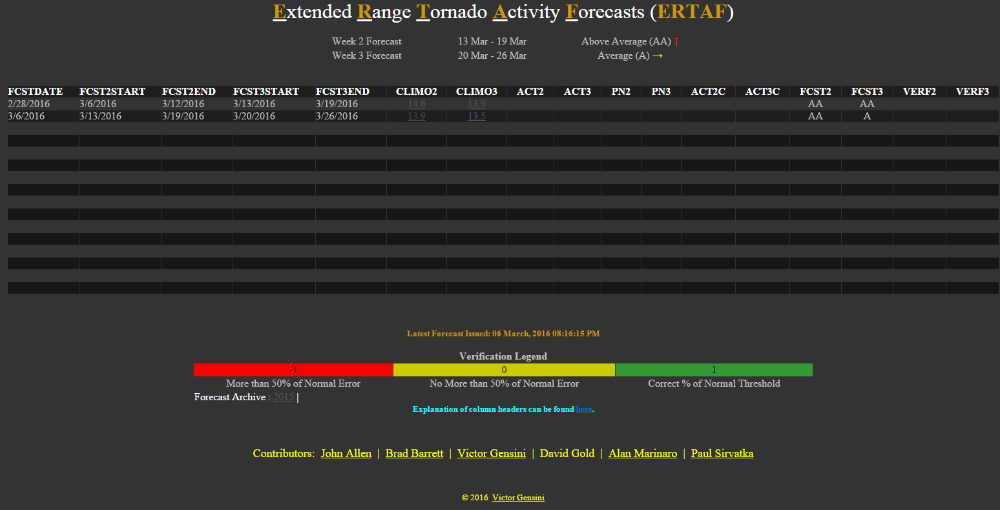 Extended Range Tornado Activity Forecasts (ERTAF)
Week 2 Forecast 13 Mar - 19 Mar Above Average (AA) ↑
Week 3 Forecast 20 Mar - 26 Mar Average (A) →
FCSTDATE FCST2START FCST2END FCST3START FCST3END CLIMO2 CLIMO3 ACT2 ACT3 PN2 PN3 ACT2C ACT3C FCST2 FCST3 VERF2 VERF3
2/28/2016 3/6/2016 3/12/2016 3/13/2016 3/19/2016 14.6 13.9 AA AA
3/6/2016 3/13/2016 3/19/2016 3/20/2016 3/26/2016 13.9 13.5 AA A
Latest Forecast Issued: 06 March, 2016 08:16:15 PM
Verification Legend
-1 0 1
More than 50% of Normal Error No More than 50% of Normal Error Correct % of Normal Threshold
Forecast Archive : 2015 |
Explanation of column headers can be found here.
Contributors: John Allen | Brad Barrett | Victor Gensini | David Gold | Alan Marinaro | Paul Sirvatka
© 2016 Victor Gensini